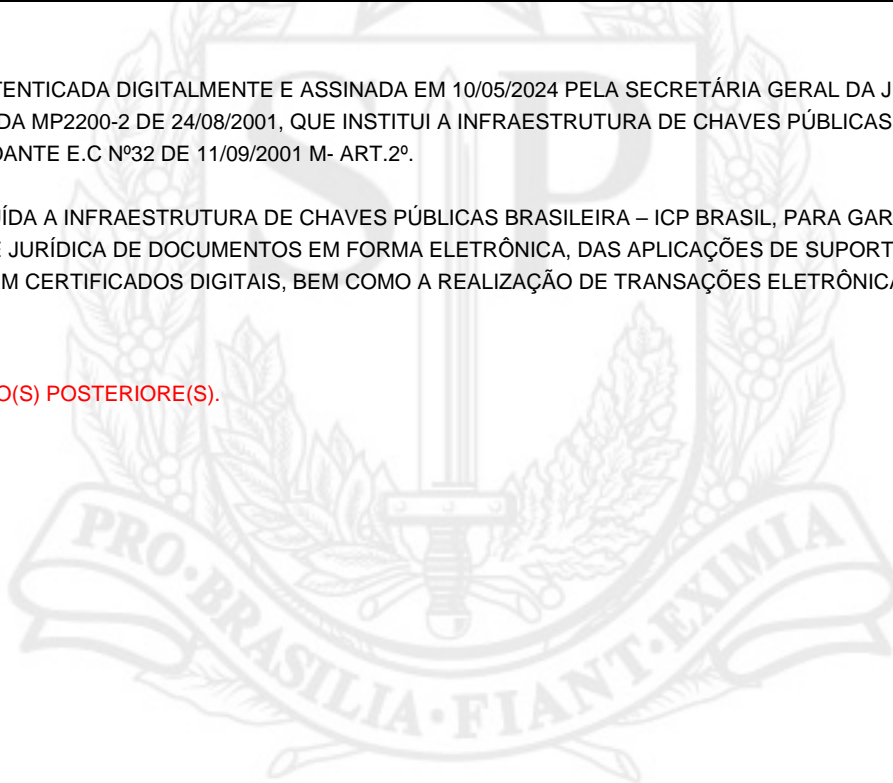 TENTICADA DIGITALMENTE E ASSINADA EM 10/05/2024 PELA SECRETÁRIA GERAL DA J
DA MP2200-2 DE 24/08/2001, QUE INSTITUI A INFRAESTRUTURA DE CHAVES PÚBLICAS
DANTE E.C Nº32 DE 11/09/2001 M- ART.2º.
ÍDA A INFRAESTRUTURA DE CHAVES PÚBLICAS BRASILEIRA – ICP BRASIL, PARA GAR
E JURÍDICA DE DOCUMENTOS EM FORMA ELETRÔNICA, DAS APLICAÇÕES DE SUPORT
M CERTIFICADOS DIGITAIS, BEM COMO A REALIZAÇÃO DE TRANSAÇÕES ELETRÔNICA
O(S) POSTERIORE(S).
SP
PRO·BRASILIA·FIANT·EXIMIA